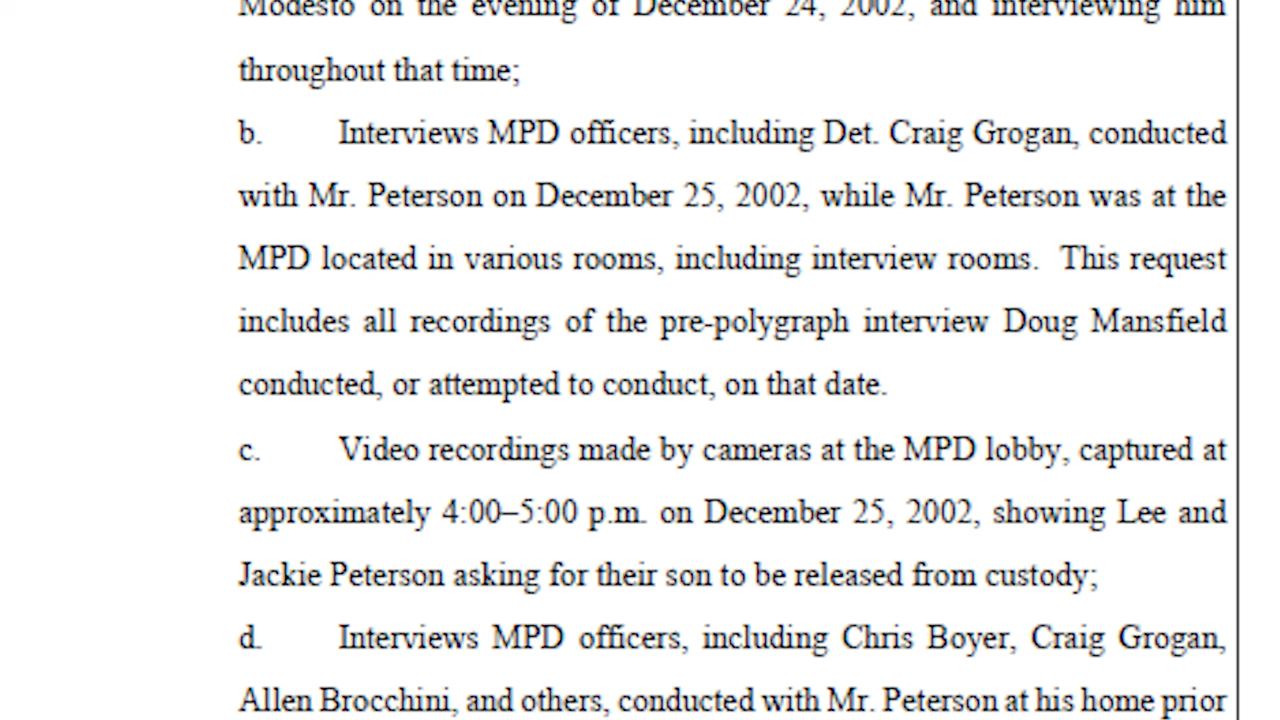 Modesto on the evening of December 24, 2002, and interviewing him
throughout that time;
b. Interviews MPD officers, including Det. Craig Grogan, conducted
with Mr. Peterson on December 25, 2002, while Mr. Peterson was at the
MPD located in various rooms, including interview rooms. This request
includes all recordings of the pre-polygraph interview Doug Mansfield
conducted, or attempted to conduct, on that date.
c. Video recordings made by cameras at the MPD lobby, captured at
approximately 4:00–5:00 p.m. on December 25, 2002, showing Lee and
Jackie Peterson asking for their son to be released from custody;
d. Interviews MPD officers, including Chris Boyer, Craig Grogan,
Allen Brocchini, and others, conducted with Mr. Peterson at his home prior